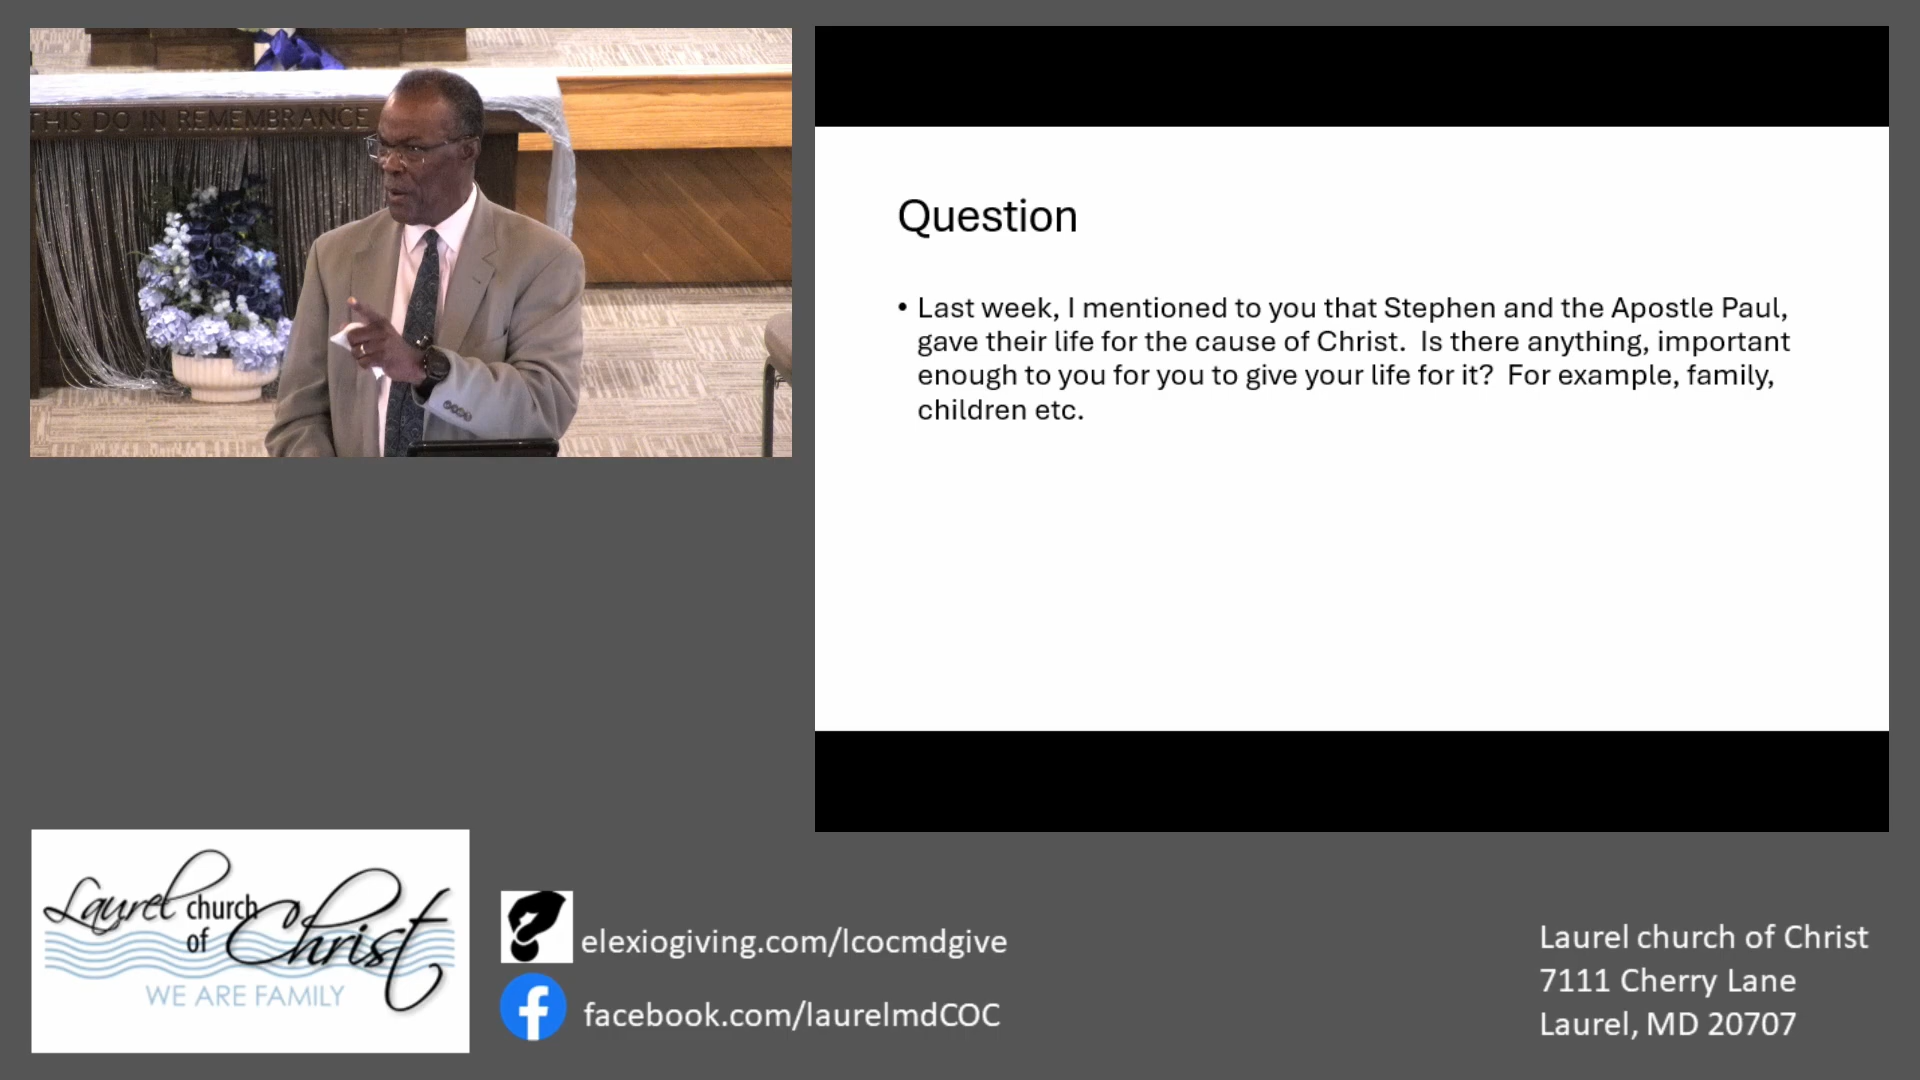 THIS DO IN REMEMBRANCE
Question
• Last week, I mentioned to you that Stephen and the Apostle Paul,
gave their life for the cause of Christ.  Is there anything, important
enough to you for you to give your life for it?  For example, family,
children etc.
Laurel church
of Christ
WE ARE FAMILY
elexiogiving.com/lcocmdgive
facebook.com/laurelmdCOC
Laurel church of Christ
7111 Cherry Lane
Laurel, MD 20707